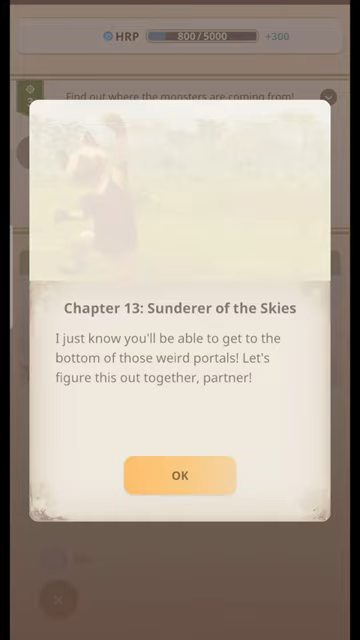 HRP 800/5000 +300
Find out where the monsters are coming from!
Chapter 13: Sunderer of the Skies
I just know you'll be able to get to the
bottom of those weird portals! Let's
figure this out together, partner!
OK